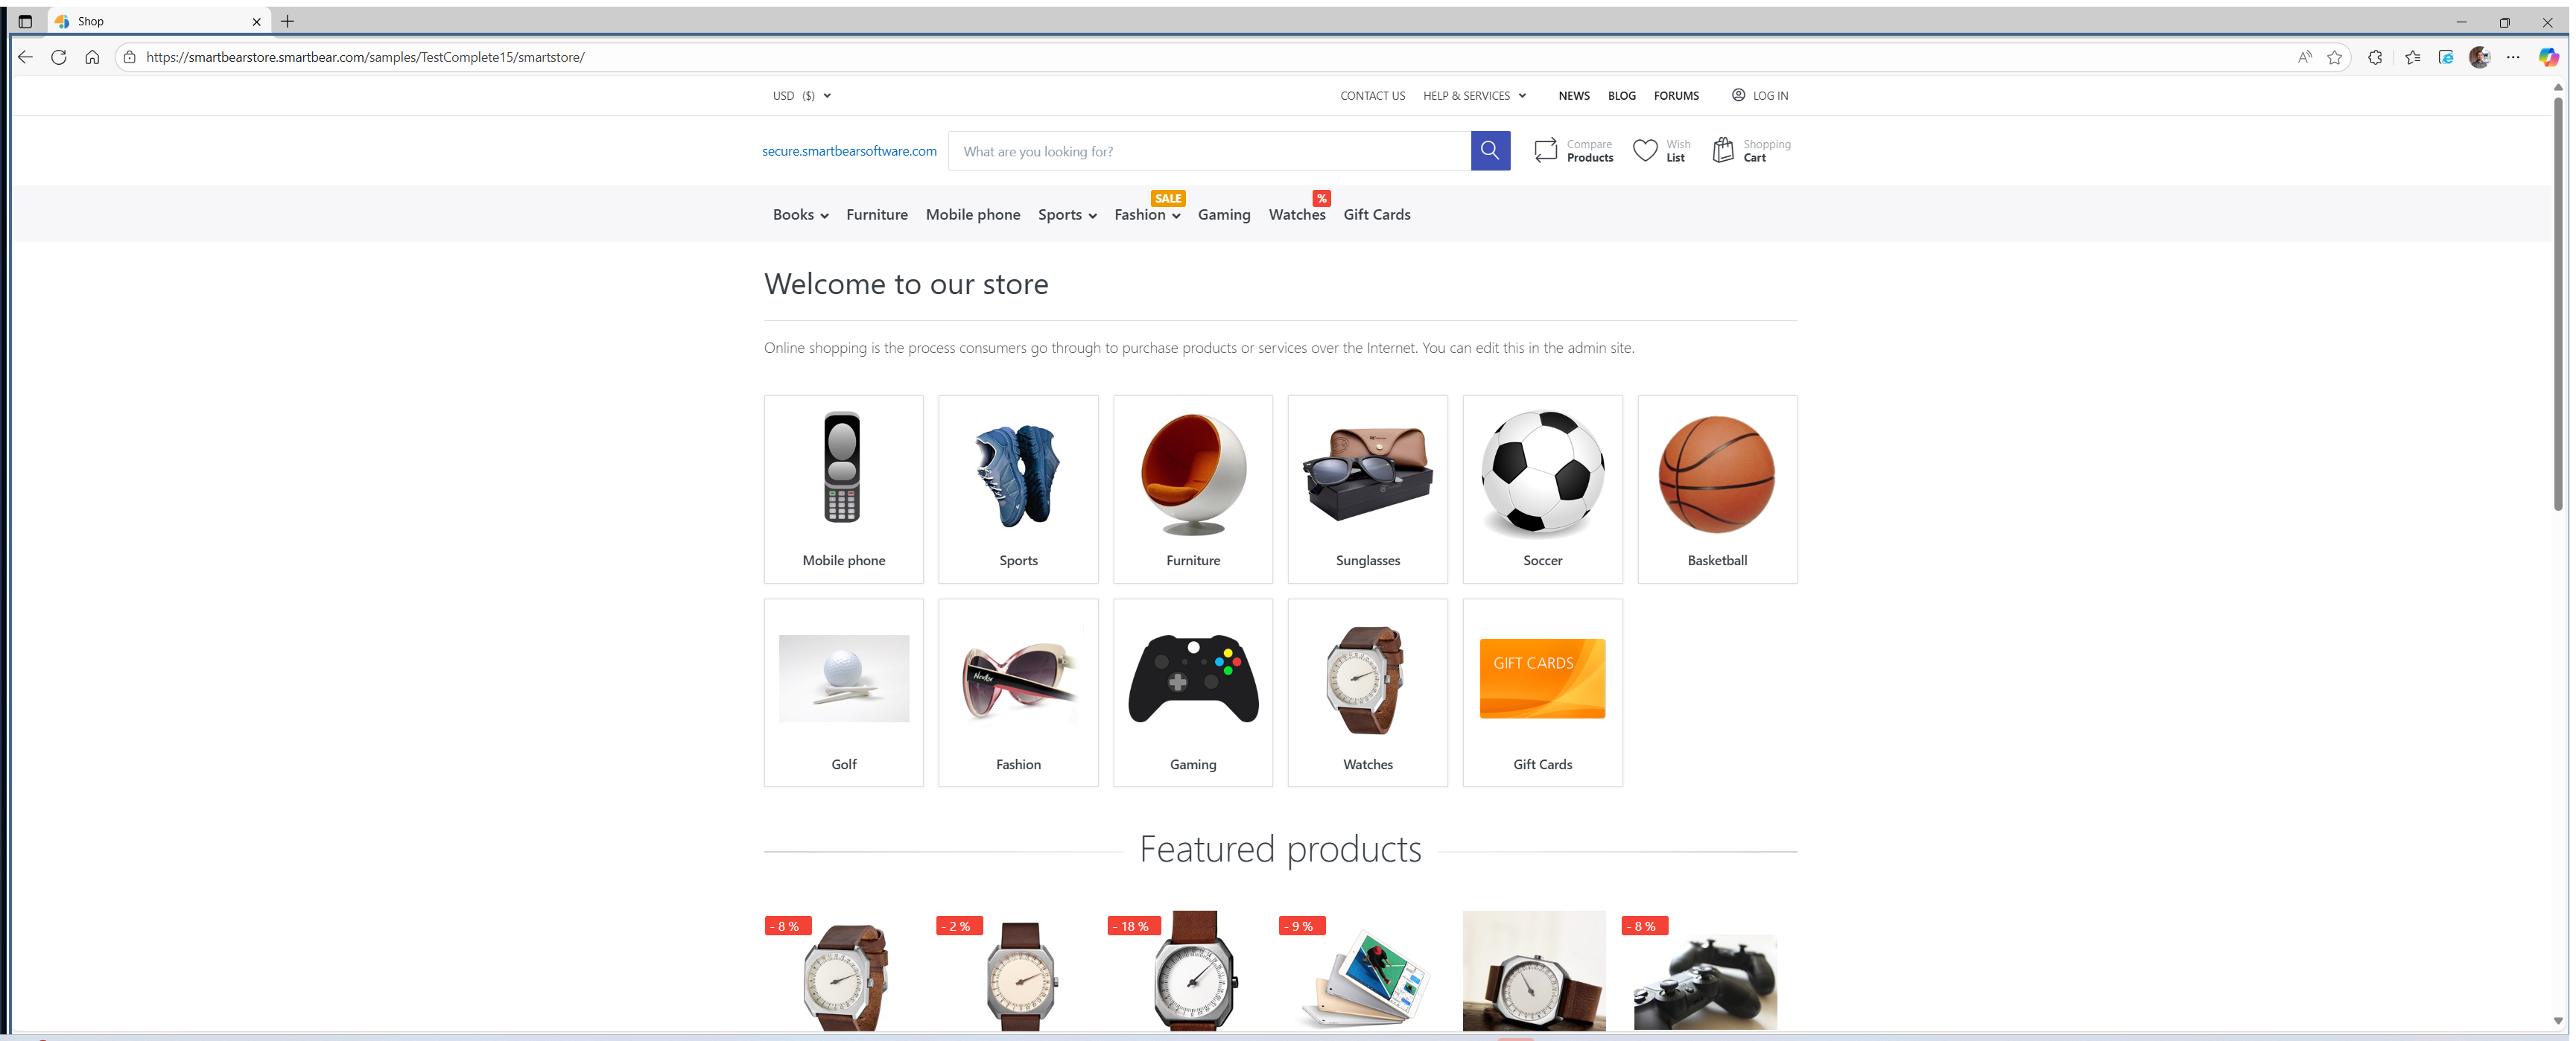 Shop
https://smartbearstore.smartbear.com/samples/TestComplete15/smartstore/
USD ($)
CONTACT US HELP & SERVICES NEWS BLOG FORUMS LOG IN
secure.smartbearsoftware.com
What are you looking for?
Compare Products
Wish List
Shopping Cart
SALE
%
Books Furniture Mobile phone Sports Fashion Gaming Watches Gift Cards
Welcome to our store
Online shopping is the process consumers go through to purchase products or services over the Internet. You can edit this in the admin site.
Mobile phone Sports Furniture Sunglasses Soccer Basketball
GIFT CARDS
Golf Fashion Gaming Watches Gift Cards
Featured products
- 8 % - 2 % - 18 % - 9 % - 8 %